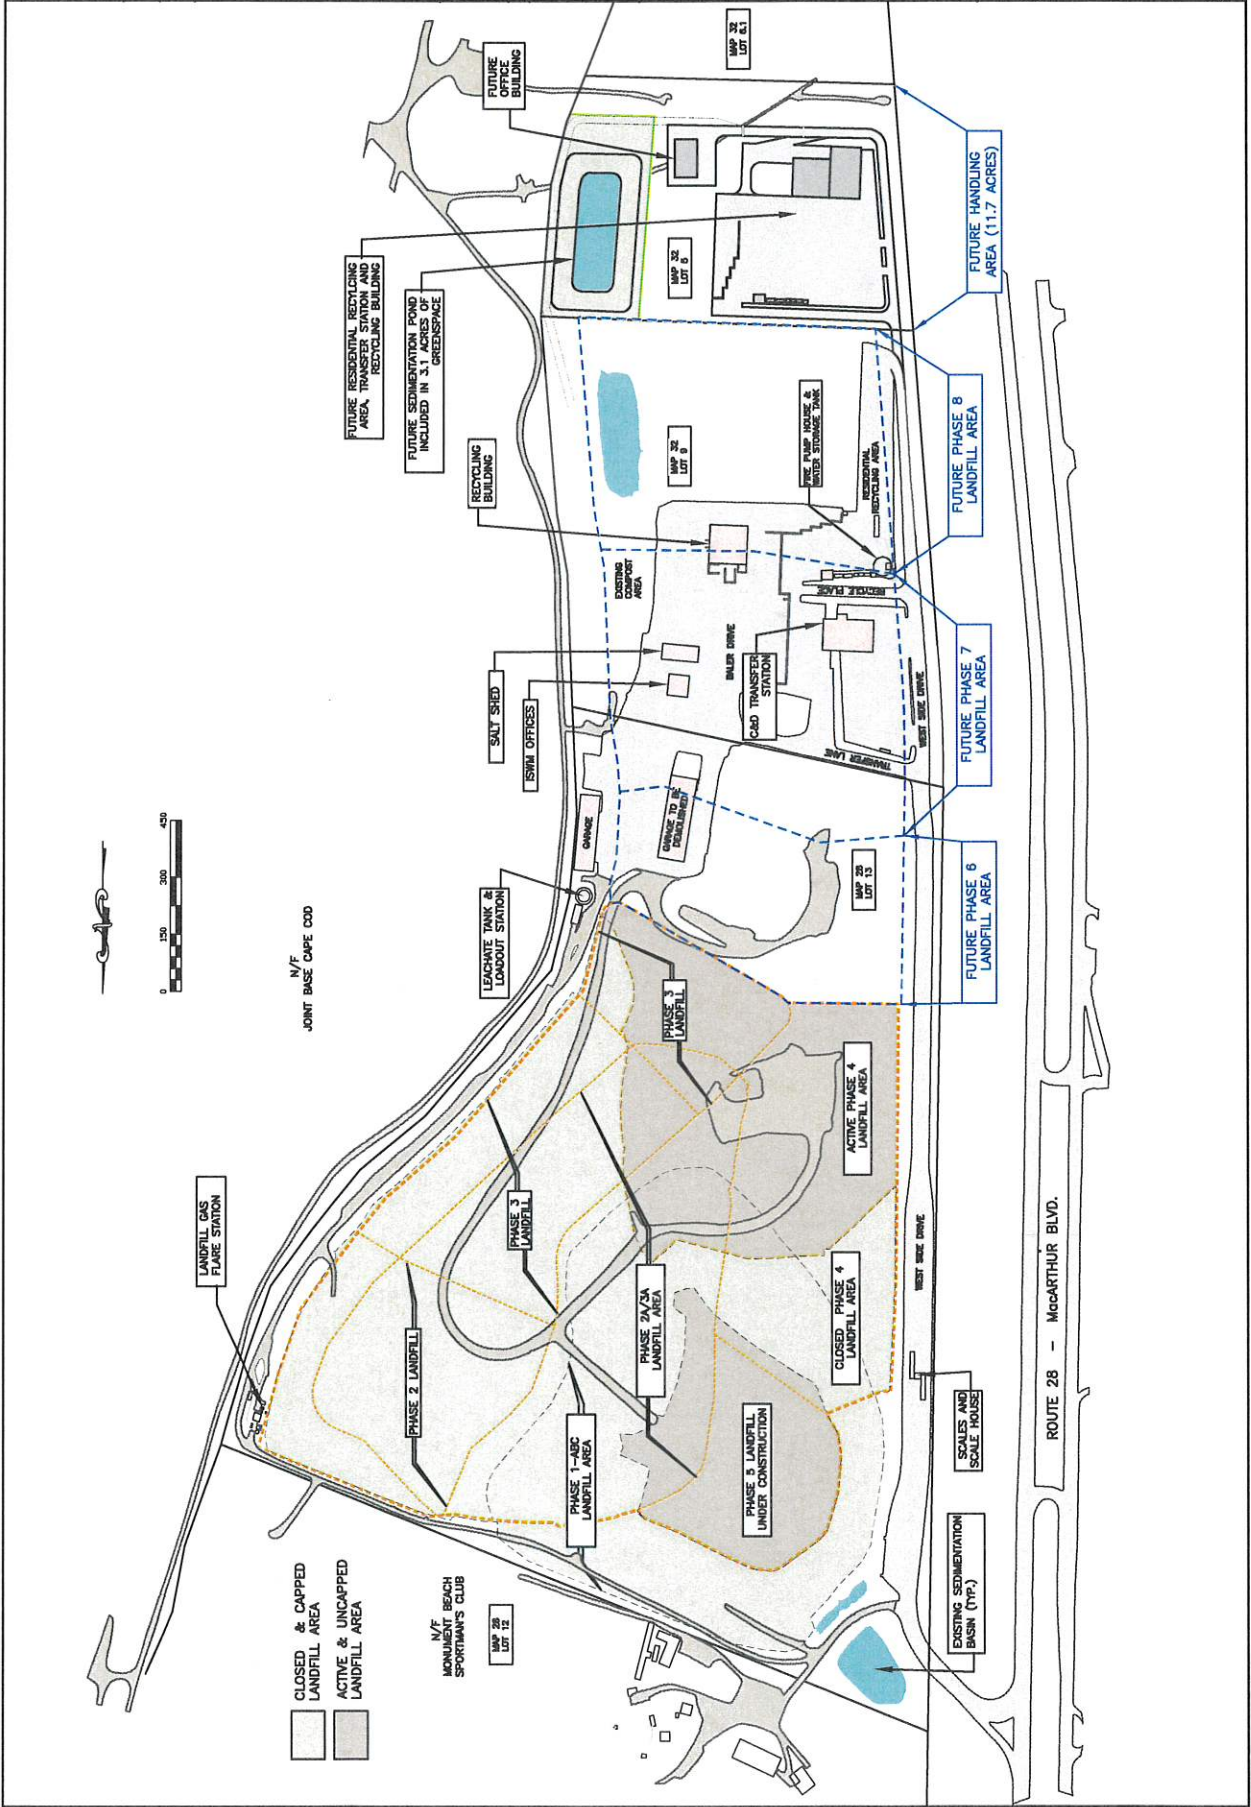 CLOSED & CAPPED
LANDFILL AREA
ACTIVE & UNCAPPED
LANDFILL AREA
N/F
MONUMENT BEACH
SPORTMAN'S CLUB
MAP 28
LOT 12
LANDFILL GAS
FLARE STATION
N/F
JOINT BASE CAPE COD
0
150
300
450
PHASE 2 LANDFILL
PHASE 1-ABC
LANDFILL AREA
PHASE 3
LANDFILL
PHASE 2A/3A
LANDFILL AREA
PHASE 3
LANDFILL
PHASE 5 LANDFILL
UNDER CONSTRUCTION
CLOSED PHASE 4
LANDFILL AREA
ACTIVE PHASE 4
LANDFILL AREA
LEACHATE TANK &
LOADOUT STATION
GARAGE
GARAGE TO BE
DEMOLISHED
MAP 28
LOT 13
ISWM OFFICES
SALT SHED
RECYCLING
BUILDING
EXISTING
COMPOST
AREA
BALER DRIVE
C&D TRANSFER
STATION
TRANSFER LANE
RECYCLE PLACE
WEST SIDE DRIVE
FIRE PUMP HOUSE &
WATER STORAGE TANK
RESIDENTIAL
RECYCLING AREA
MAP 32
LOT 9
FUTURE SEDIMENTATION POND
INCLUDED IN 3.1 ACRES OF
GREENSPACE
FUTURE RESIDENTIAL RECYLCING
AREA, TRANSFER STATION AND
RECYCLING BUILDING
FUTURE
OFFICE
BUILDING
MAP 32
LOT 5
MAP 32
LOT 6.1
FUTURE HANDLING
AREA (11.7 ACRES)
FUTURE PHASE 8
LANDFILL AREA
FUTURE PHASE 7
LANDFILL AREA
FUTURE PHASE 6
LANDFILL AREA
WEST SIDE DRIVE
SCALES AND
SCALE HOUSE
EXISTING SEDIMENTATION
BASIN (TYP.)
ROUTE 28 - MacARTHUR BLVD.